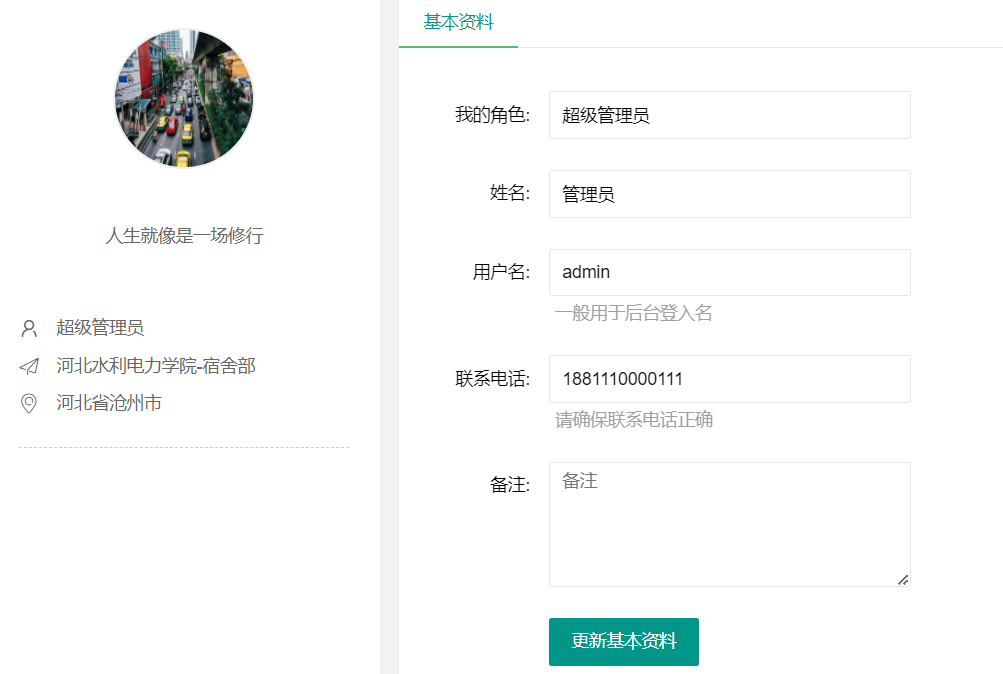 人生就像是一场修行
超级管理员
河北水利电力学院-宿舍部
河北省沧州市
基本资料
我的角色: 超级管理员
姓名: 管理员
用户名: admin
一般用于后台登入名
联系电话: 1881110000111
请确保联系电话正确
备注: 备注
更新基本资料